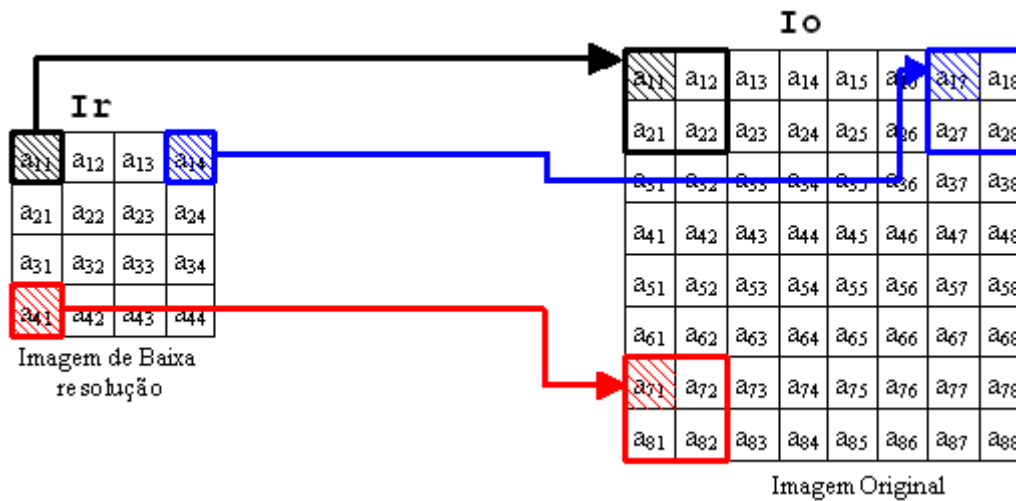 Io
a11 a12 a13 a14 a15 a16 a17 a18
a21 a22 a23 a24 a25 a26 a27 a28
a31 a32 a33 a34 a35 a36 a37 a38
a41 a42 a43 a44 a45 a46 a47 a48
a51 a52 a53 a54 a55 a56 a57 a58
a61 a62 a63 a64 a65 a66 a67 a68
a71 a72 a73 a74 a75 a76 a77 a78
a81 a82 a83 a84 a85 a86 a87 a88
Imagem Original
Ir
a11 a12 a13 a14
a21 a22 a23 a24
a31 a32 a33 a34
a41 a42 a43 a44
Imagem de Baixa
resolução